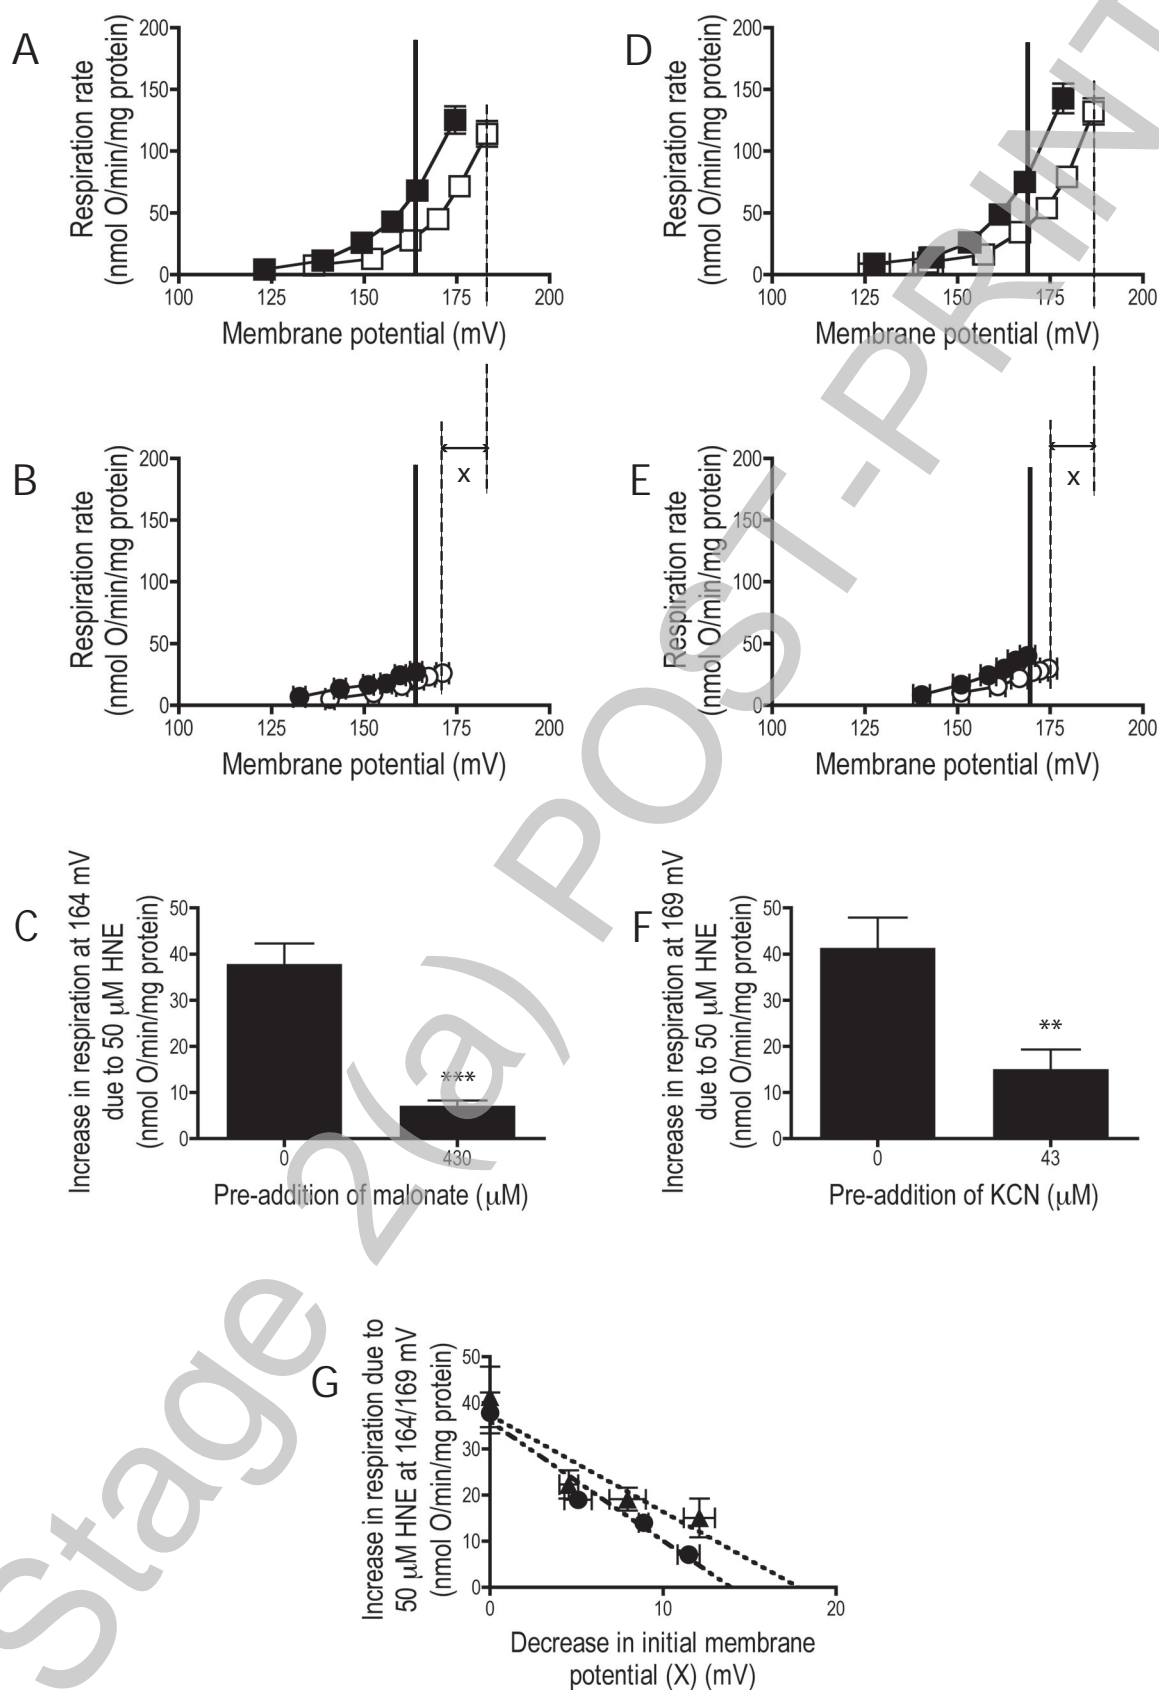 A
Respiration rate
(nmol O/min/mg protein)
200
150
100
50
0
100
125
150
175
200
Membrane potential (mV)
D
Respiration rate
(nmol O/min/mg protein)
200
150
100
50
0
100
125
150
175
200
Membrane potential (mV)
B
Respiration rate
(nmol O/min/mg protein)
200
150
100
50
0
x
100
125
150
175
200
Membrane potential (mV)
E
Respiration rate
(nmol O/min/mg protein)
200
150
100
50
0
x
100
125
150
175
200
Membrane potential (mV)
C
Increase in respiration at 164 mV
due to 50 μM HNE
(nmol O/min/mg protein)
50
40
30
20
10
0
***
0
430
Pre-addition of malonate (μM)
F
Increase in respiration at 169 mV
due to 50 μM HNE
(nmol O/min/mg protein)
50
40
30
20
10
0
**
0
43
Pre-addition of KCN (μM)
G
Increase in respiration due to
50 μM HNE at 164/169 mV
(nmol O/min/mg protein)
50
40
30
20
10
0
0
10
20
Decrease in initial membrane
potential (X) (mV)
Stage 2(a) POST-PRINT